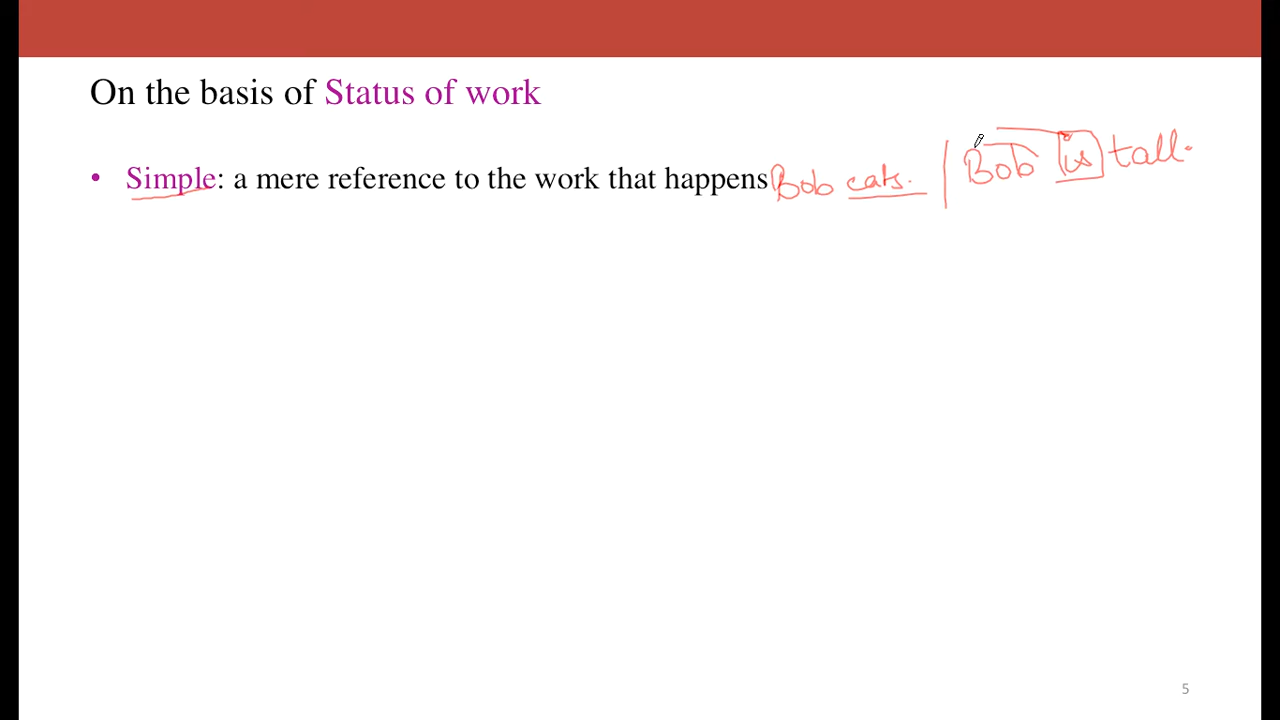 On the basis of Status of work
• Simple: a mere reference to the work that happens Bob eats. | Bob is tall.
5